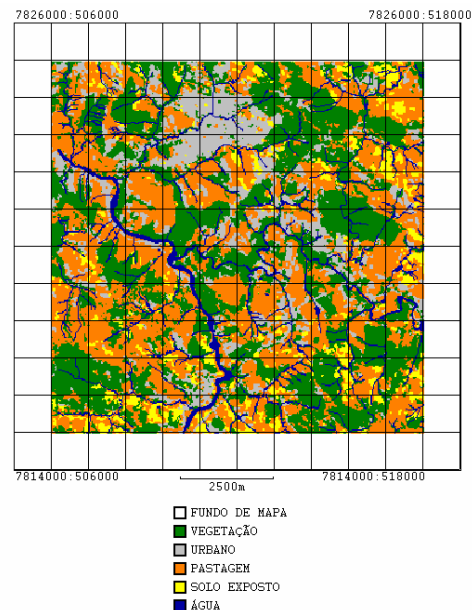 7826000:506000 7826000:518000
7814000:506000 7814000:518000
2500m
FUNDO DE MAPA
VEGETAÇÃO
URBANO
PASTAGEM
SOLO EXPOSTO
ÁGUA